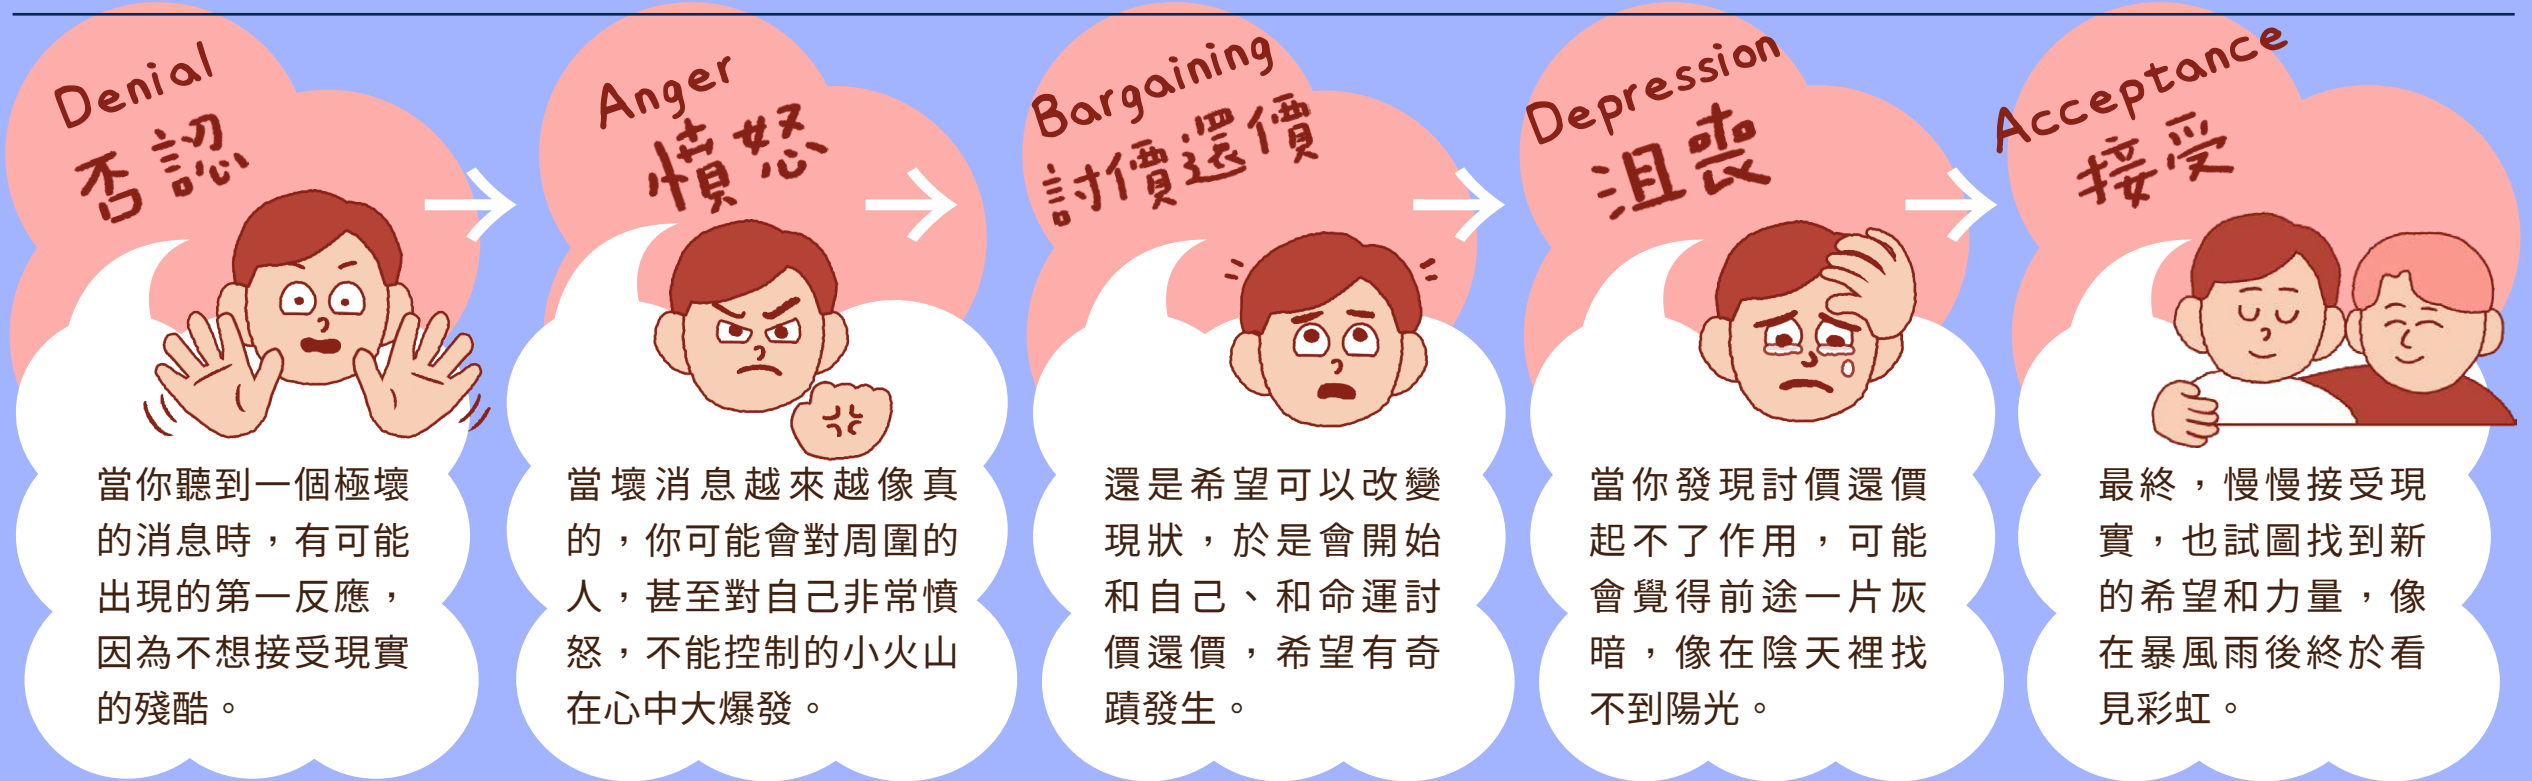 Denial
否認
當你聽到一個極壞
的消息時，有可能
出現的第一反應，
因為不想接受現實
的殘酷。
Anger
憤怒
當壞消息越來越像真
的，你可能會對周圍的
人，甚至對自己非常憤
怒，不能控制的小火山
在心中大爆發。
Bargaining
討價還價
還是希望可以改變
現狀，於是會開始
和自己、和命運討
價還價，希望有奇
蹟發生。
Depression
沮喪
當你發現討價還價
起不了作用，可能
會覺得前途一片灰
暗，像在陰天裡找
不到陽光。
Acceptance
接受
最終，慢慢接受現
實，也試圖找到新
的希望和力量，像
在暴風雨後終於看
見彩虹。